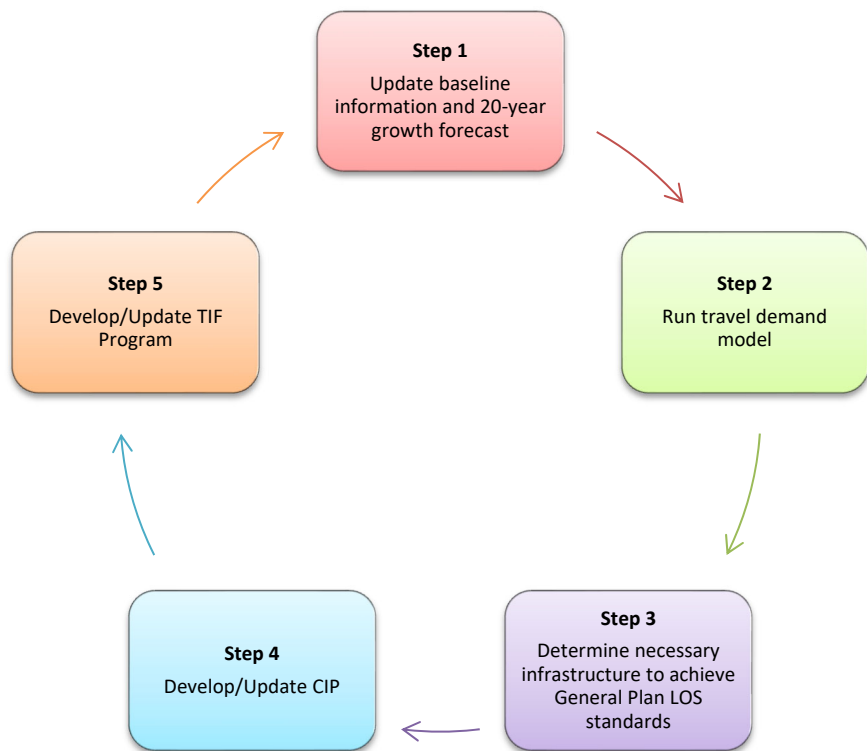 Step 1
Update baseline
information and 20-year
growth forecast
Step 2
Run travel demand
model
Step 3
Determine necessary
infrastructure to achieve
General Plan LOS
standards
Step 4
Develop/Update CIP
Step 5
Develop/Update TIF
Program